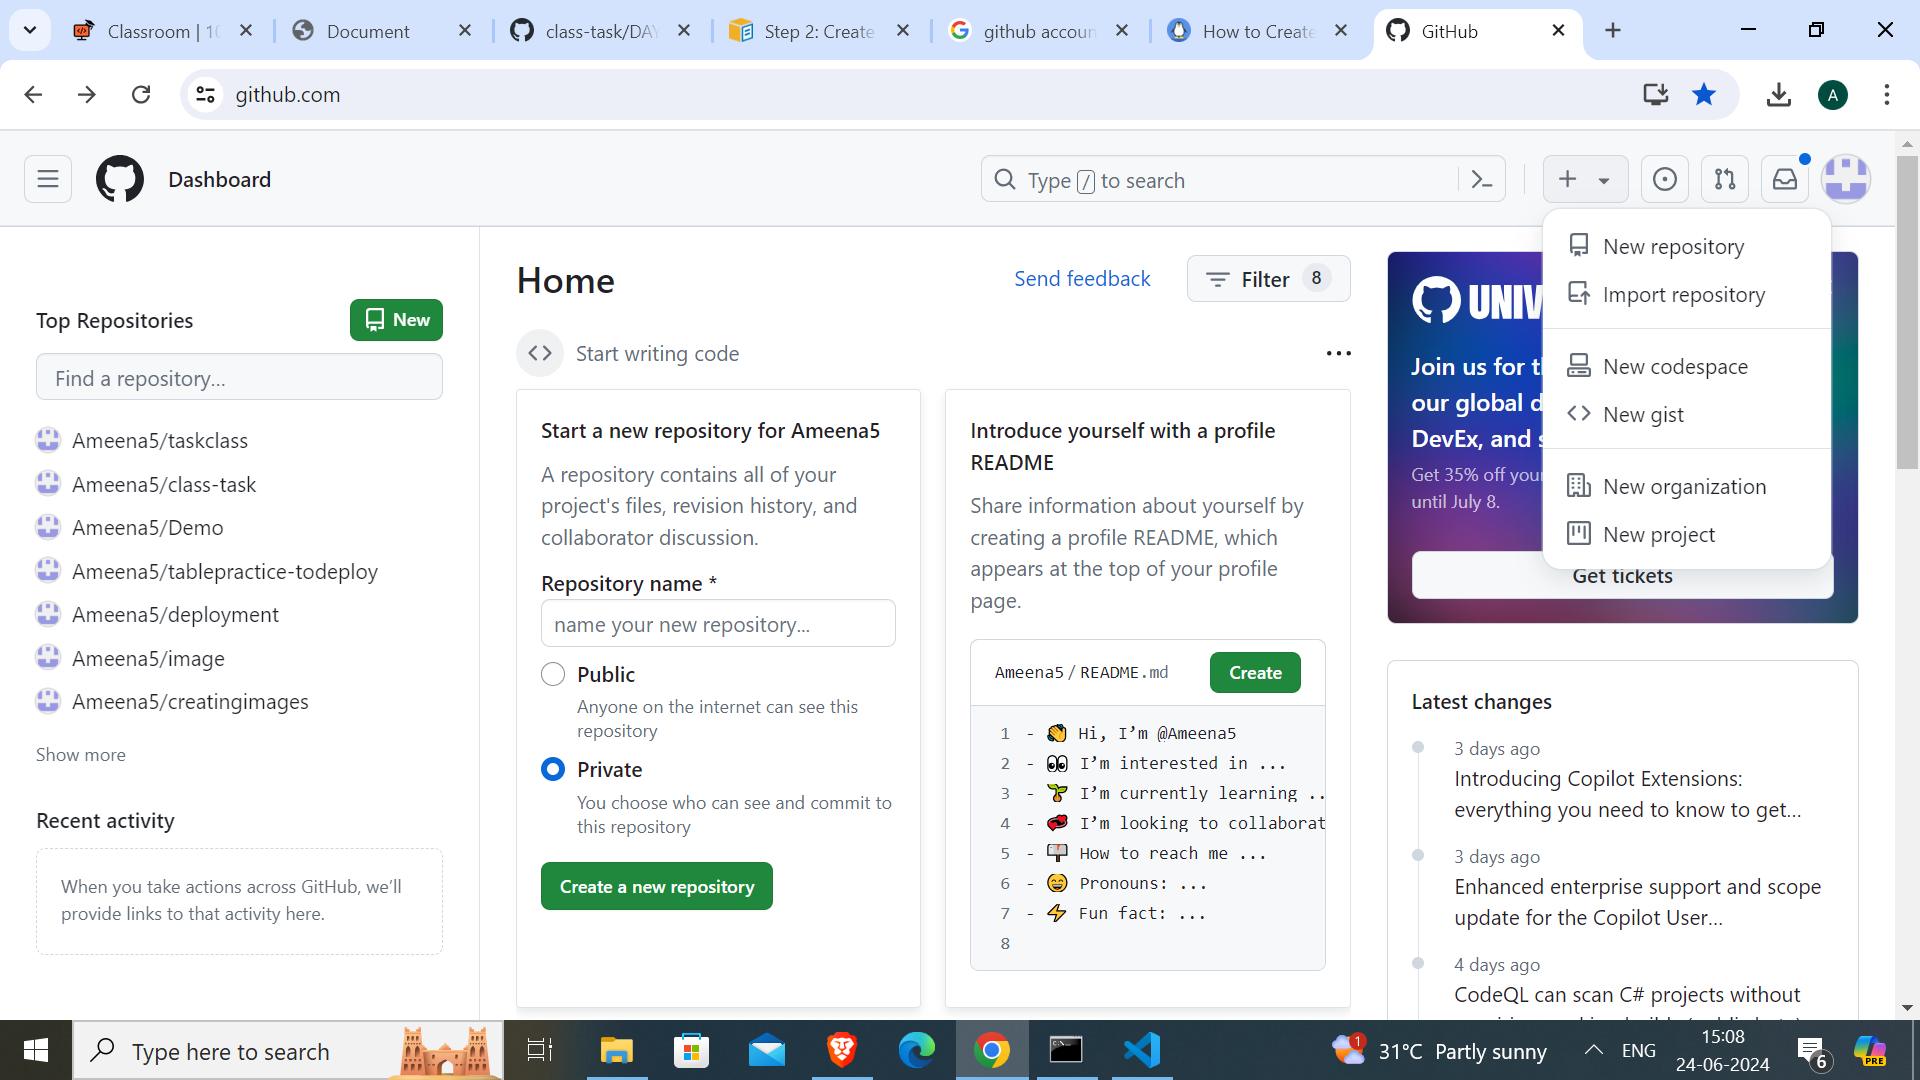 Classroom | 10
Document
class-task/DAY
Step 2: Create
github accoun
How to Create
GitHub
github.com
A
Dashboard
Type / to search
New repository
Import repository
New codespace
New gist
New organization
New project
Top Repositories
New
Find a repository…
Ameena5/taskclass
Ameena5/class-task
Ameena5/Demo
Ameena5/tablepractice-todeploy
Ameena5/deployment
Ameena5/image
Ameena5/creatingimages
Show more
Recent activity
When you take actions across GitHub, we’ll
provide links to that activity here.
Home
Send feedback
Filter 8
Start writing code
Start a new repository for Ameena5
A repository contains all of your
project's files, revision history, and
collaborator discussion.
Repository name *
name your new repository...
Public
Anyone on the internet can see this
repository
Private
You choose who can see and commit to
this repository
Create a new repository
Introduce yourself with a profile
README
Share information about yourself by
creating a profile README, which
appears at the top of your profile
page.
Ameena5 / README.md
Create
1 - 👋 Hi, I’m @Ameena5
2 - 👀 I’m interested in ...
3 - 🌱 I’m currently learning ..
4 - 💞️ I’m looking to collaborat
5 - 📫 How to reach me ...
6 - 😄 Pronouns: ...
7 - ⚡ Fun fact: ...
8
UNIV
Join us for t
our global d
DevEx, and s
Get 35% off your
until July 8.
Get tickets
Latest changes
3 days ago
Introducing Copilot Extensions:
everything you need to know to get…
3 days ago
Enhanced enterprise support and scope
update for the Copilot User…
4 days ago
CodeQL can scan C# projects without
Type here to search
1
31°C Partly sunny
ENG
15:08
24-06-2024
6
PRE